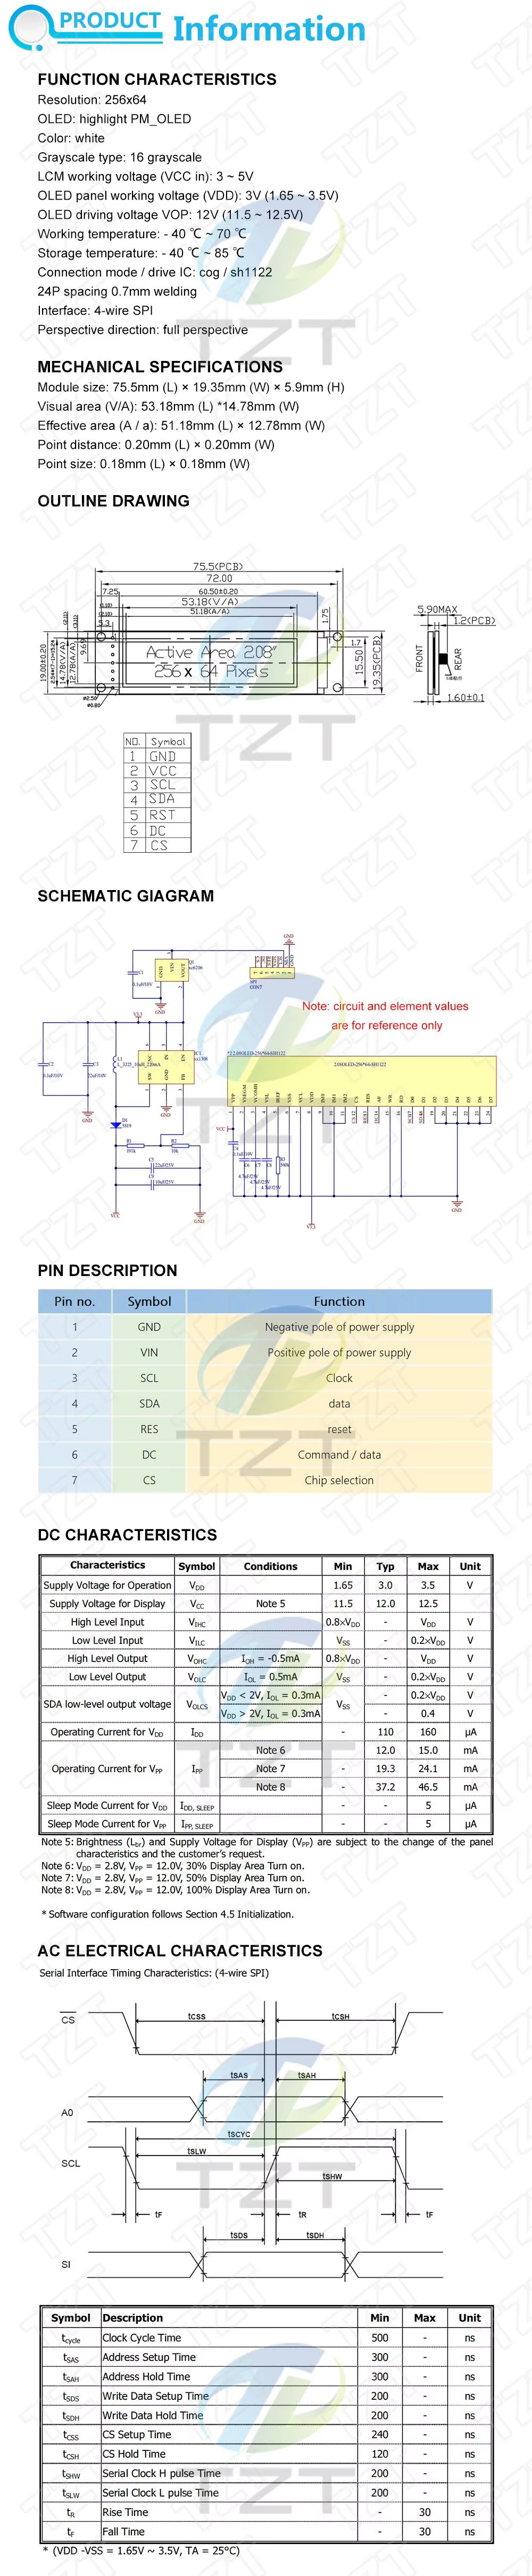 PRODUCT Information
FUNCTION CHARACTERISTICS
Resolution: 256x64
OLED: highlight PM_OLED
Color: white
Grayscale type: 16 grayscale
LCM working voltage (VCC in): 3 ~ 5V
OLED panel working voltage (VDD): 3V (1.65 ~ 3.5V)
OLED driving voltage VOP: 12V (11.5 ~ 12.5V)
Working temperature: - 40 ℃ ~ 70 ℃
Storage temperature: - 40 ℃ ~ 85 ℃
Connection mode / drive IC: cog / sh1122
24P spacing 0.7mm welding
Interface: 4-wire SPI
Perspective direction: full perspective
TZT
MECHANICAL SPECIFICATIONS
Module size: 75.5mm (L) × 19.35mm (W) × 5.9mm (H)
Visual area (V/A): 53.18mm (L) *14.78mm (W)
Effective area (A / a): 51.18mm (L) × 12.78mm (W)
Point distance: 0.20mm (L) × 0.20mm (W)
Point size: 0.18mm (L) × 0.18mm (W)
OUTLINE DRAWING
75.5(PCB)
72.00
7.25 60.50±0.20
53.18(V/A)
51.18(A/A)
5.3
1.75
5.90MAX
1.2(PCB)
19.00±0.20
14.78(V/A)
12.78(A/A)
Active Area 2.08"
256 x 64 Pixels
1.7
15.50
19.35(PCB)
FRONT
REAR
1.60±0.1
TZT
NO. Symbol
1 GND
2 VCC
3 SCL
4 SDA
5 RST
6 DC
7 CS
SCHEMATIC GIAGRAM
Note: circuit and element values
are for reference only
PIN DESCRIPTION
Pin no. Symbol Function
1 GND Negative pole of power supply
2 VIN Positive pole of power supply
3 SCL Clock
4 SDA data
5 RES reset
6 DC Command / data
7 CS Chip selection
TZT
DC CHARACTERISTICS
Characteristics Symbol Conditions Min Typ Max Unit
Supply Voltage for Operation VDD 1.65 3.0 3.5 V
Supply Voltage for Display VCC Note 5 11.5 12.0 12.5
High Level Input VIHC 0.8×VDD - VDD V
Low Level Input VILC VSS - 0.2×VDD V
High Level Output VOHC IOH = -0.5mA 0.8×VDD - VDD V
Low Level Output VOLC IOL = 0.5mA VSS - 0.2×VDD V
SDA low-level output voltage VOLCS VDD < 2V, IOL = 0.3mA VSS - 0.2×VDD V
VDD > 2V, IOL = 0.3mA - 0.4 V
Operating Current for VDD IDD - 110 160 μA
Operating Current for VPP IPP Note 6 12.0 15.0 mA
Note 7 - 19.3 24.1 mA
Note 8 - 37.2 46.5 mA
Sleep Mode Current for VDD IDD, SLEEP - - 5 μA
Sleep Mode Current for VPP IPP, SLEEP - - 5 μA
Note 5: Brightness (Lbr) and Supply Voltage for Display (VPP) are subject to the change of the panel
characteristics and the customer's request.
Note 6: VDD = 2.8V, VPP = 12.0V, 30% Display Area Turn on.
Note 7: VDD = 2.8V, VPP = 12.0V, 50% Display Area Turn on.
Note 8: VDD = 2.8V, VPP = 12.0V, 100% Display Area Turn on.
* Software configuration follows Section 4.5 Initialization.
AC ELECTRICAL CHARACTERISTICS
Serial Interface Timing Characteristics: (4-wire SPI)
CS
tCSS
tCSH
tSAS
tSAH
A0
tSCYC
tSLW
SCL
tSHW
tF
tR
tF
tSDS
tSDH
SI
TZT
Symbol Description Min Max Unit
tcycle Clock Cycle Time 500 - ns
tSAS Address Setup Time 300 - ns
tSAH Address Hold Time 300 - ns
tSDS Write Data Setup Time 200 - ns
tSDH Write Data Hold Time 200 - ns
tCSS CS Setup Time 240 - ns
tCSH CS Hold Time 120 - ns
tSHW Serial Clock H pulse Time 200 - ns
tSLW Serial Clock L pulse Time 200 - ns
tR Rise Time - 30 ns
tF Fall Time - 30 ns
* (VDD -VSS = 1.65V ~ 3.5V, TA = 25°C)